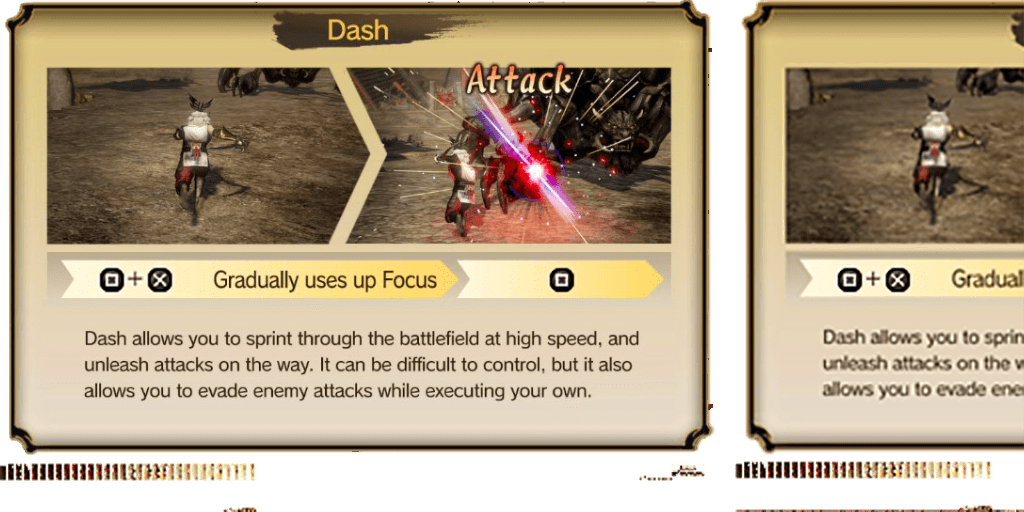 Dash
Attack
+ Gradually uses up Focus
Dash allows you to sprint through the battlefield at high speed, and
unleash attacks on the way. It can be difficult to control, but it also
allows you to evade enemy attacks while executing your own.
+ Gradual
Dash allows you to sprin
unleash attacks on the w
allows you to evade ene